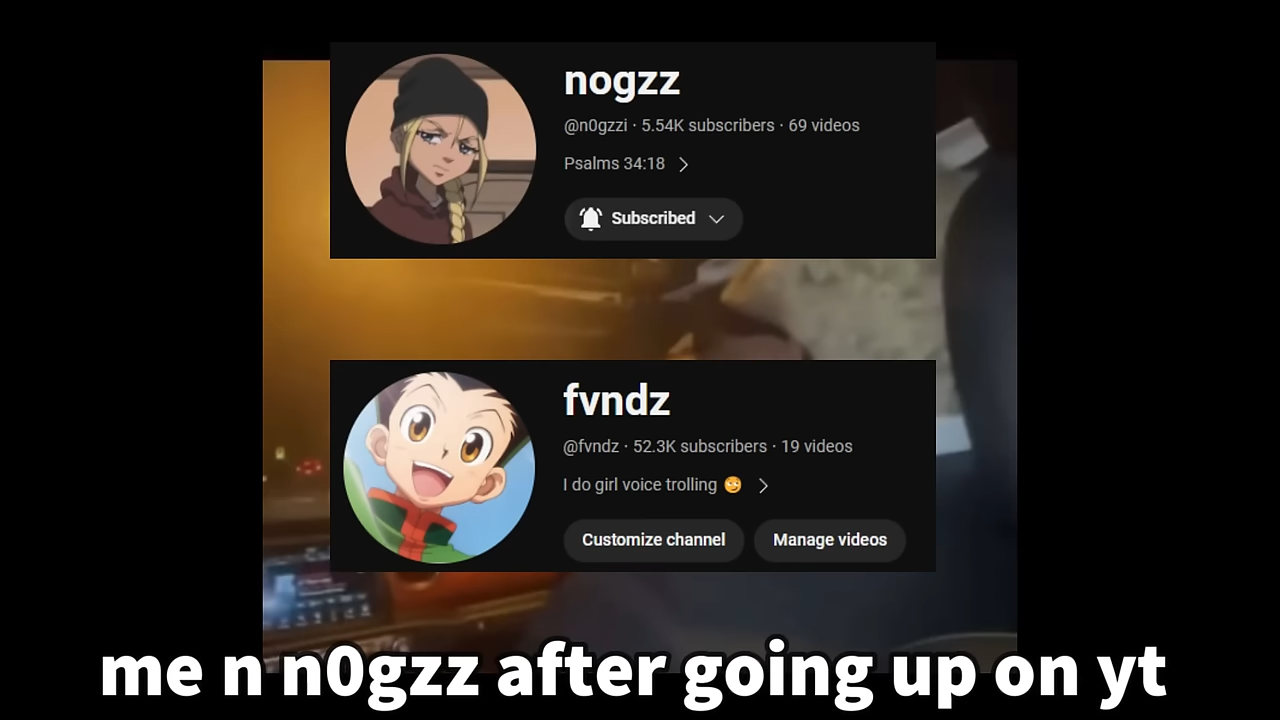 nogzz
@n0gzzi · 5.54K subscribers · 69 videos
Psalms 34:18
Subscribed
fvndz
@fvndz · 52.3K subscribers · 19 videos
I do girl voice trolling 😏
Customize channel
Manage videos
me n n0gzz after going up on yt